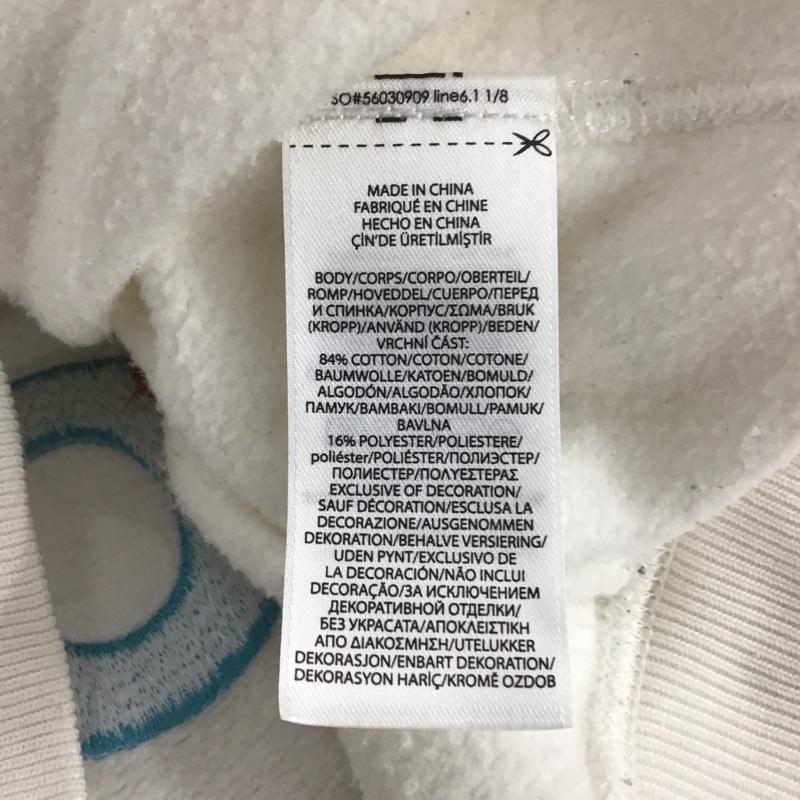 SO#56030909 line6.1 1/8
MADE IN CHINA
FABRIQUÉ EN CHINE
HECHO EN CHINA
ÇİN'DE ÜRETİLMİŞTİR
BODY/CORPS/CORPO/OBERTEIL/
ROMP/HOVEDDEL/CUERPO/ПЕРЕД
И СПИНКА/КОРПУС/ΣΩΜΑ/BRUK
(KROPP)/ANVÄND (KROPP)/BEDEN/
VRCHNÍ ČÁST:
84% COTTON/COTON/COTONE/
BAUMWOLLE/KATOEN/BOMULD/
ALGODÓN/ALGODÃO/ХЛОПОК/
ПАМУК/ΒΑΜΒΑΚΙ/BOMULL/PAMUK/
BAVLNA
16% POLYESTER/POLIESTERE/
poliéster/POLIÉSTER/ПОЛИЭСТЕР/
ПОЛИЕСТЕР/ΠΟΛΥΕΣΤΕΡΑΣ
EXCLUSIVE OF DECORATION/
SAUF DÉCORATION/ESCLUSA LA
DECORAZIONE/AUSGENOMMEN
DEKORATION/BEHALVE VERSIERING/
UDEN PYNT/EXCLUSIVO DE
LA DECORACIÓN/NÃO INCLUI
DECORAÇÃO/ЗА ИСКЛЮЧЕНИЕМ
ДЕКОРАТИВНОЙ ОТДЕЛКИ/
БЕЗ УКРАСАТА/ΑΠΟΚΛΕΙΣΤΙΚΗ
ΑΠΟ ΔΙΑΚΟΣΜΗΣΗ/UTELUKKER
DEKORASJON/ENBART DEKORATION/
DEKORASYON HARİÇ/KROMĚ OZDOB